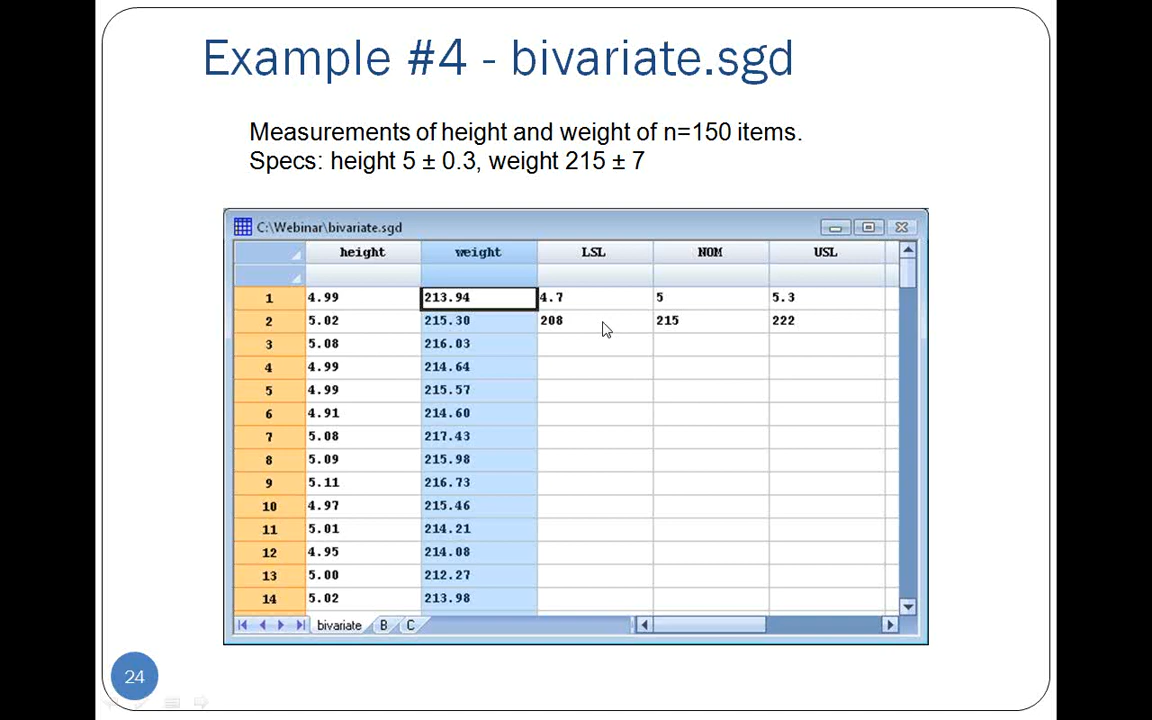 Example #4 - bivariate.sgd
Measurements of height and weight of n=150 items.
Specs: height 5 ± 0.3, weight 215 ± 7
C:\Webinar\bivariate.sgd
height weight LSL NOM USL
1 4.99 213.94 4.7 5 5.3
2 5.02 215.30 208 215 222
3 5.08 216.03
4 4.99 214.64
5 4.99 215.57
6 4.91 214.60
7 5.08 217.43
8 5.09 215.98
9 5.11 216.73
10 4.97 215.46
11 5.01 214.21
12 4.95 214.08
13 5.00 212.27
14 5.02 213.98
bivariate B C
24